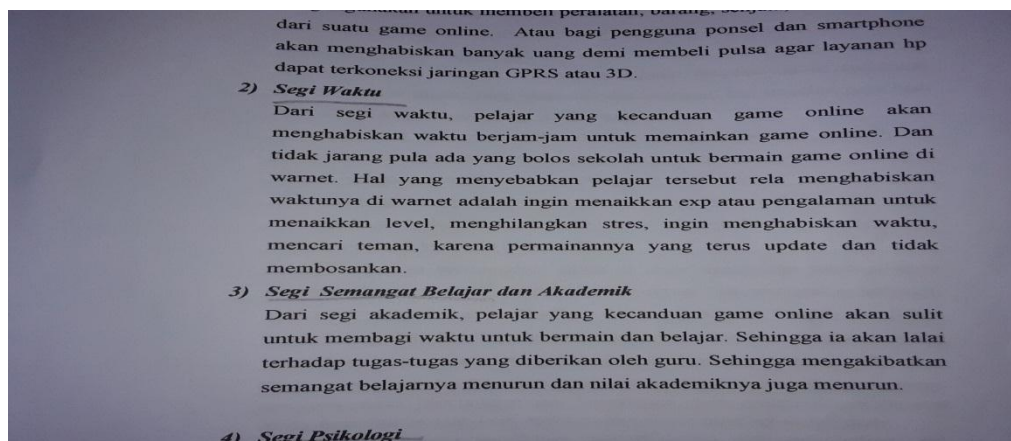 untuk membeli peralatan, barang,
dari suatu game online. Atau bagi pengguna ponsel dan smartphone
akan menghabiskan banyak uang demi membeli pulsa agar layanan hp
dapat terkoneksi jaringan GPRS atau 3D.
2) Segi Waktu
Dari segi waktu, pelajar yang kecanduan game online akan
menghabiskan waktu berjam-jam untuk memainkan game online. Dan
tidak jarang pula ada yang bolos sekolah untuk bermain game online di
warnet. Hal yang menyebabkan pelajar tersebut rela menghabiskan
waktunya di warnet adalah ingin menaikkan exp atau pengalaman untuk
menaikkan level, menghilangkan stres, ingin menghabiskan waktu,
mencari teman, karena permainannya yang terus update dan tidak
membosankan.
3) Segi Semangat Belajar dan Akademik
Dari segi akademik, pelajar yang kecanduan game online akan sulit
untuk membagi waktu untuk bermain dan belajar. Sehingga ia akan lalai
terhadap tugas-tugas yang diberikan oleh guru. Sehingga mengakibatkan
semangat belajarnya menurun dan nilai akademiknya juga menurun.
4) Segi Psikologi